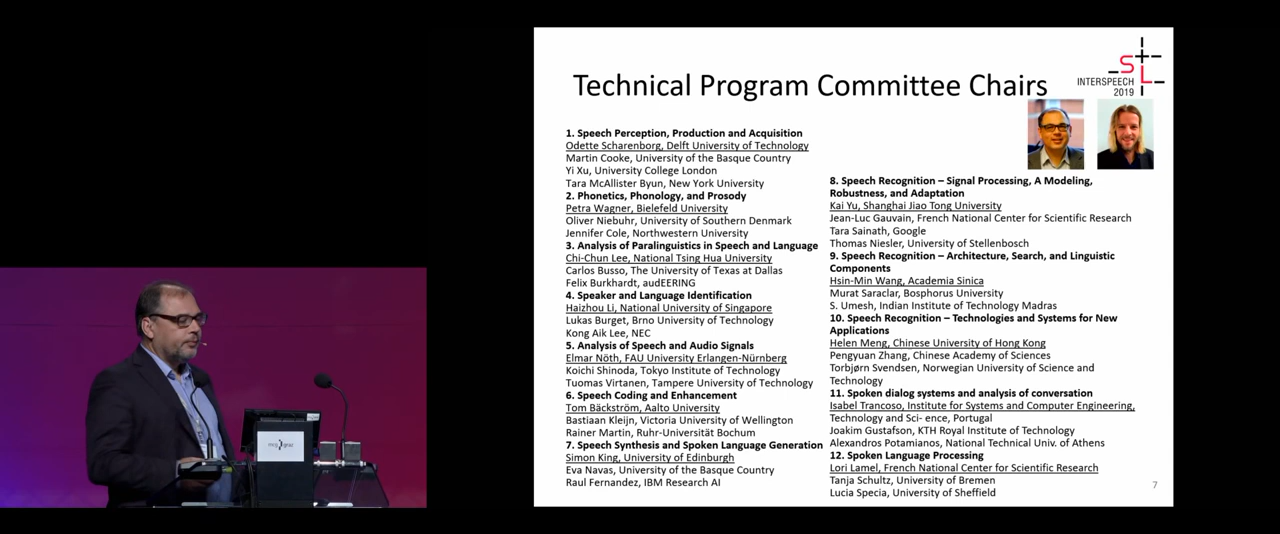 Technical Program Committee Chairs
S
L
INTERSPEECH
2019
1. Speech Perception, Production and Acquisition
Odette Scharenborg, Delft University of Technology
Martin Cooke, University of the Basque Country
Yi Xu, University College London
Tara McAllister Byun, New York University
2. Phonetics, Phonology, and Prosody
Petra Wagner, Bielefeld University
Oliver Niebuhr, University of Southern Denmark
Jennifer Cole, Northwestern University
3. Analysis of Paralinguistics in Speech and Language
Chi-Chun Lee, National Tsing Hua University
Carlos Busso, The University of Texas at Dallas
Felix Burkhardt, audEERING
4. Speaker and Language Identification
Haizhou Li, National University of Singapore
Lukas Burget, Brno University of Technology
Kong Aik Lee, NEC
5. Analysis of Speech and Audio Signals
Elmar Nöth, FAU University Erlangen-Nürnberg
Koichi Shinoda, Tokyo Institute of Technology
Tuomas Virtanen, Tampere University of Technology
6. Speech Coding and Enhancement
Tom Bäckström, Aalto University
Bastiaan Kleijn, Victoria University of Wellington
Rainer Martin, Ruhr-Universität Bochum
7. Speech Synthesis and Spoken Language Generation
Simon King, University of Edinburgh
Eva Navas, University of the Basque Country
Raul Fernandez, IBM Research AI
8. Speech Recognition – Signal Processing, A Modeling,
Robustness, and Adaptation
Kai Yu, Shanghai Jiao Tong University
Jean-Luc Gauvain, French National Center for Scientific Research
Tara Sainath, Google
Thomas Niesler, University of Stellenbosch
9. Speech Recognition – Architecture, Search, and Linguistic
Components
Hsin-Min Wang, Academia Sinica
Murat Saraclar, Bosphorus University
S. Umesh, Indian Institute of Technology Madras
10. Speech Recognition – Technologies and Systems for New
Applications
Helen Meng, Chinese University of Hong Kong
Pengyuan Zhang, Chinese Academy of Sciences
Torbjørn Svendsen, Norwegian University of Science and
Technology
11. Spoken dialog systems and analysis of conversation
Isabel Trancoso, Institute for Systems and Computer Engineering,
Technology and Sci- ence, Portugal
Joakim Gustafson, KTH Royal Institute of Technology
Alexandros Potamianos, National Technical Univ. of Athens
12. Spoken Language Processing
Lori Lamel, French National Center for Scientific Research
Tanja Schultz, University of Bremen
Lucia Specia, University of Sheffield
7